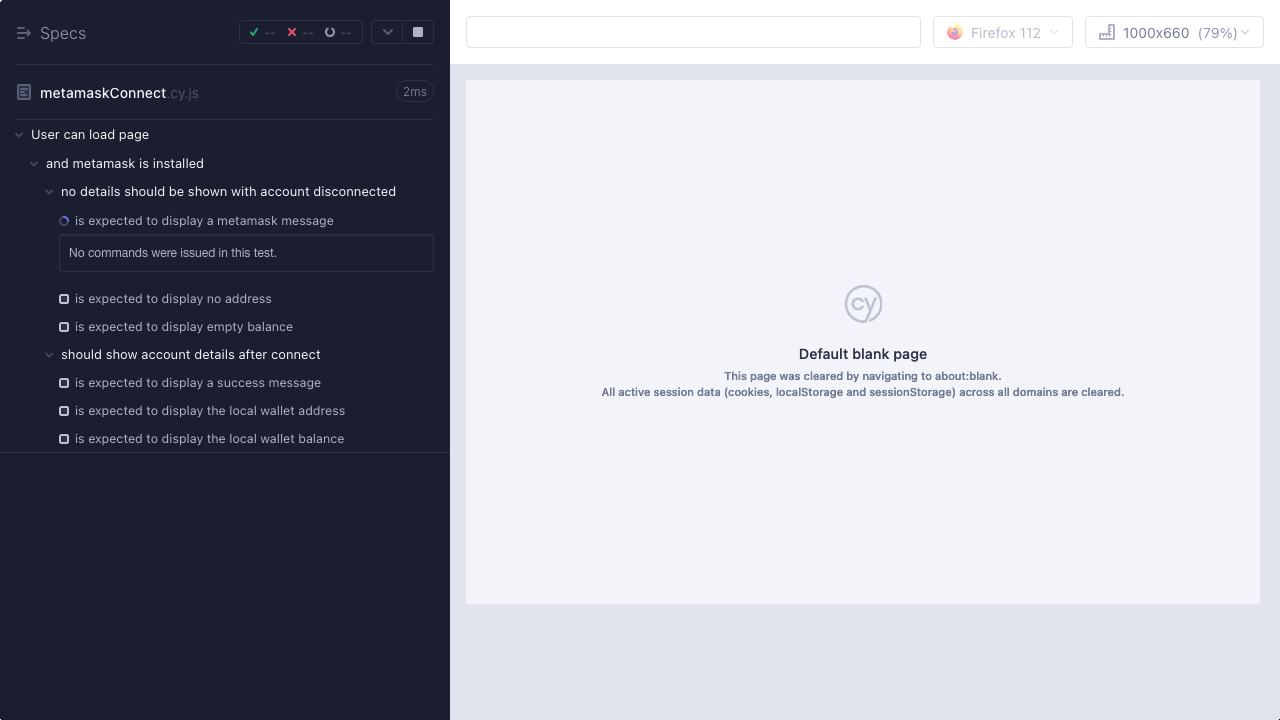 Specs
--
--
--
metamaskConnect.cy.js
2ms
User can load page
and metamask is installed
no details should be shown with account disconnected
is expected to display a metamask message
No commands were issued in this test.
is expected to display no address
is expected to display empty balance
should show account details after connect
is expected to display a success message
is expected to display the local wallet address
is expected to display the local wallet balance
Firefox 112
1000x660 (79%)
cy
Default blank page
This page was cleared by navigating to about:blank.
All active session data (cookies, localStorage and sessionStorage) across all domains are cleared.